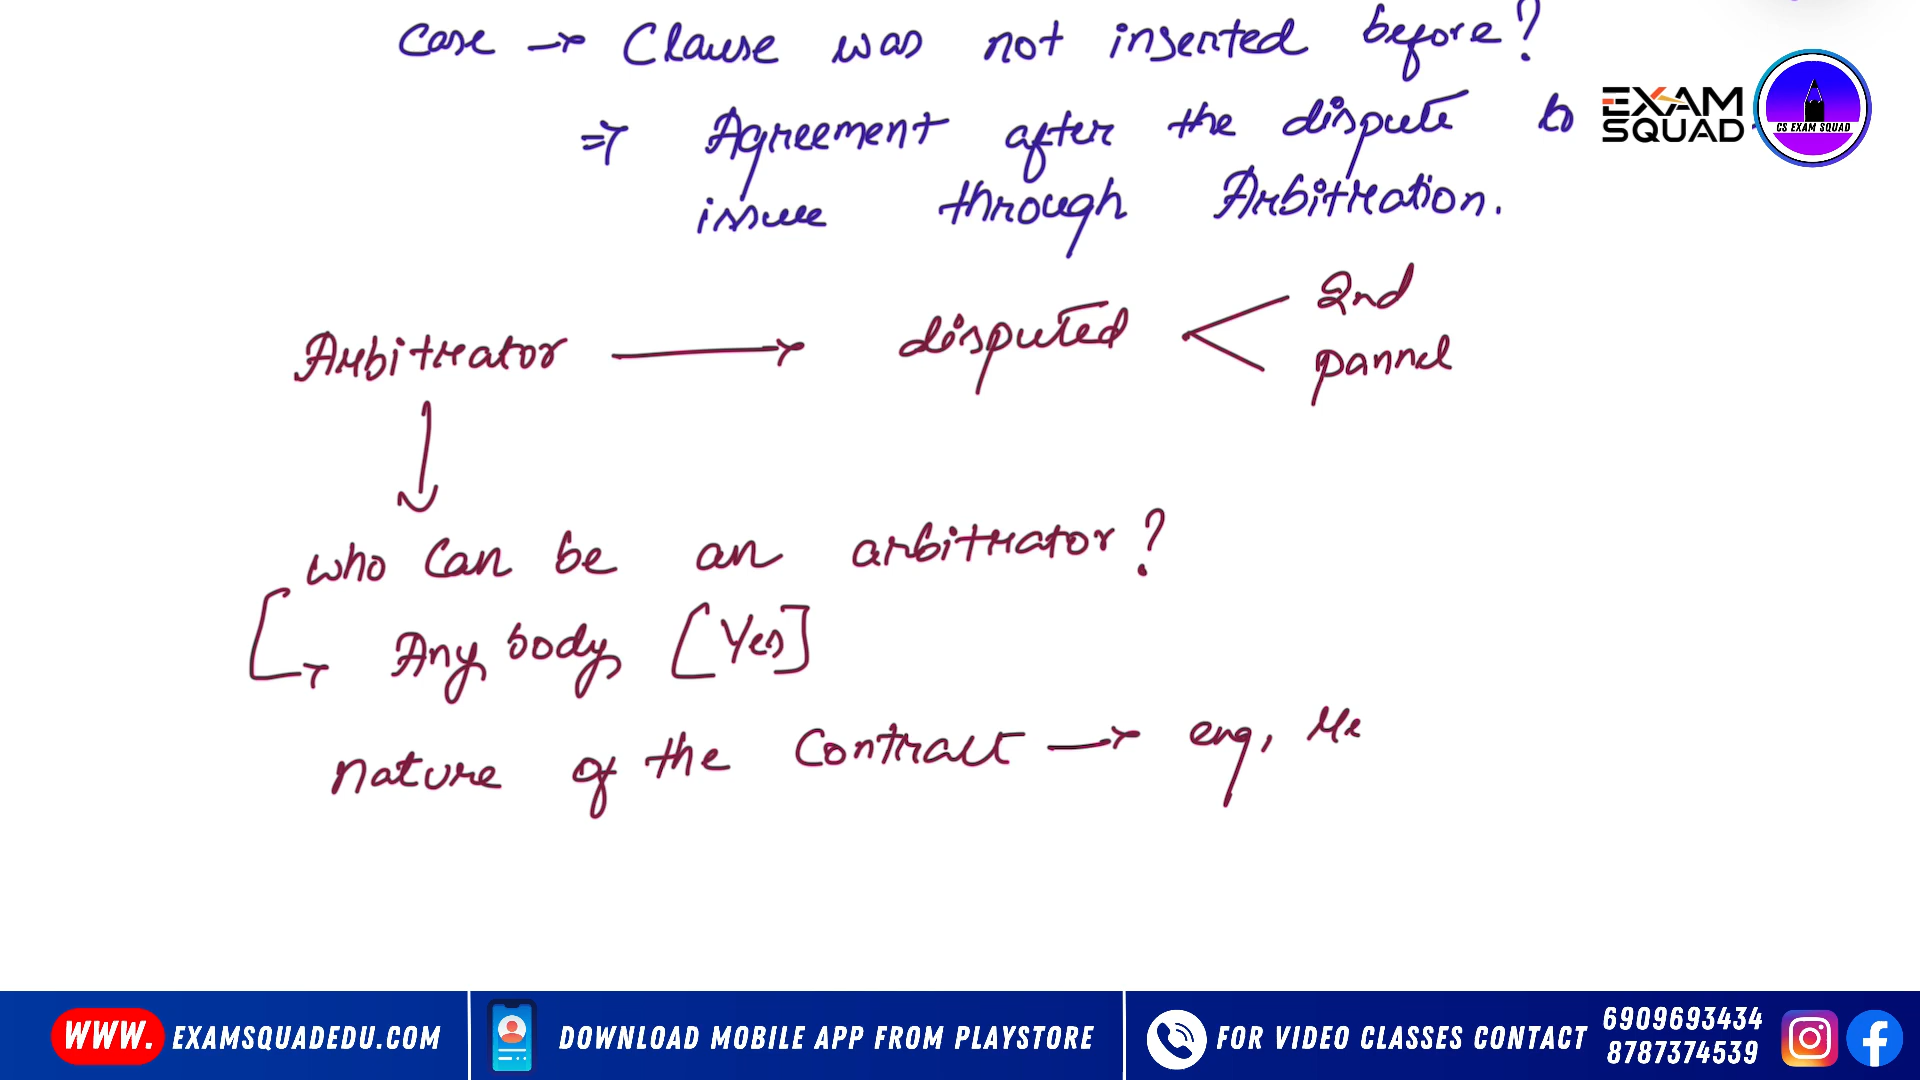 Case → Clause was not inserted before?
⇒ Agreement after the dispute to
issue through Arbitration.
EXAM
SQUAD
CS EXAM SQUAD
Arbitrator → disputed < 2nd
pannel
who can be an arbitrator?
Any body [Yes]
nature of the Contract → eng,
WWW. EXAMSQUADEDU.COM
DOWNLOAD MOBILE APP FROM PLAYSTORE
FOR VIDEO CLASSES CONTACT
6909693434
8787374539